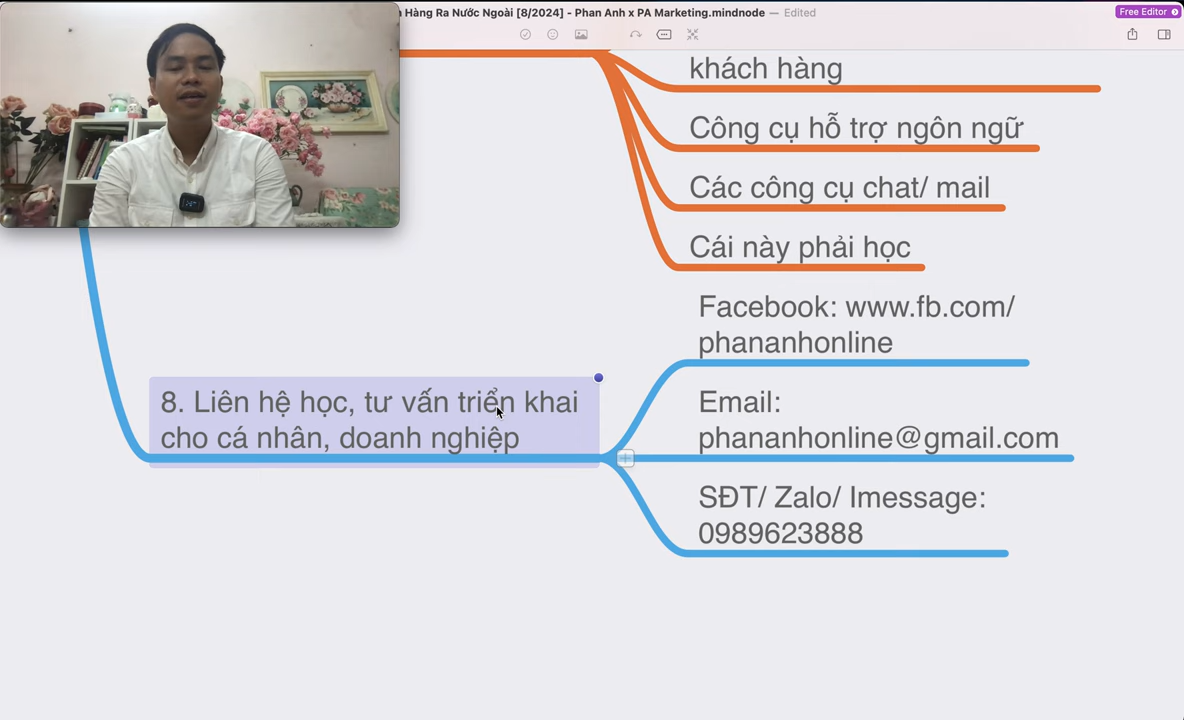 n Hàng Ra Nước Ngoài [8/2024] - Phan Anh x PA Marketing.mindnode — Edited
Free Editor
khách hàng
Công cụ hỗ trợ ngôn ngữ
Các công cụ chat/ mail
Cái này phải học
Facebook: www.fb.com/
phananhonline
8. Liên hệ học, tư vấn triển khai
cho cá nhân, doanh nghiệp
Email:
phananhonline@gmail.com
SĐT/ Zalo/ Imessage:
0989623888